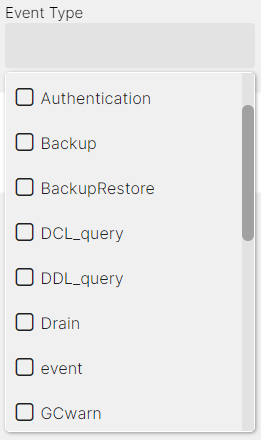 Event Type
Authentication
Backup
BackupRestore
DCL_query
DDL_query
Drain
event
GCwarn